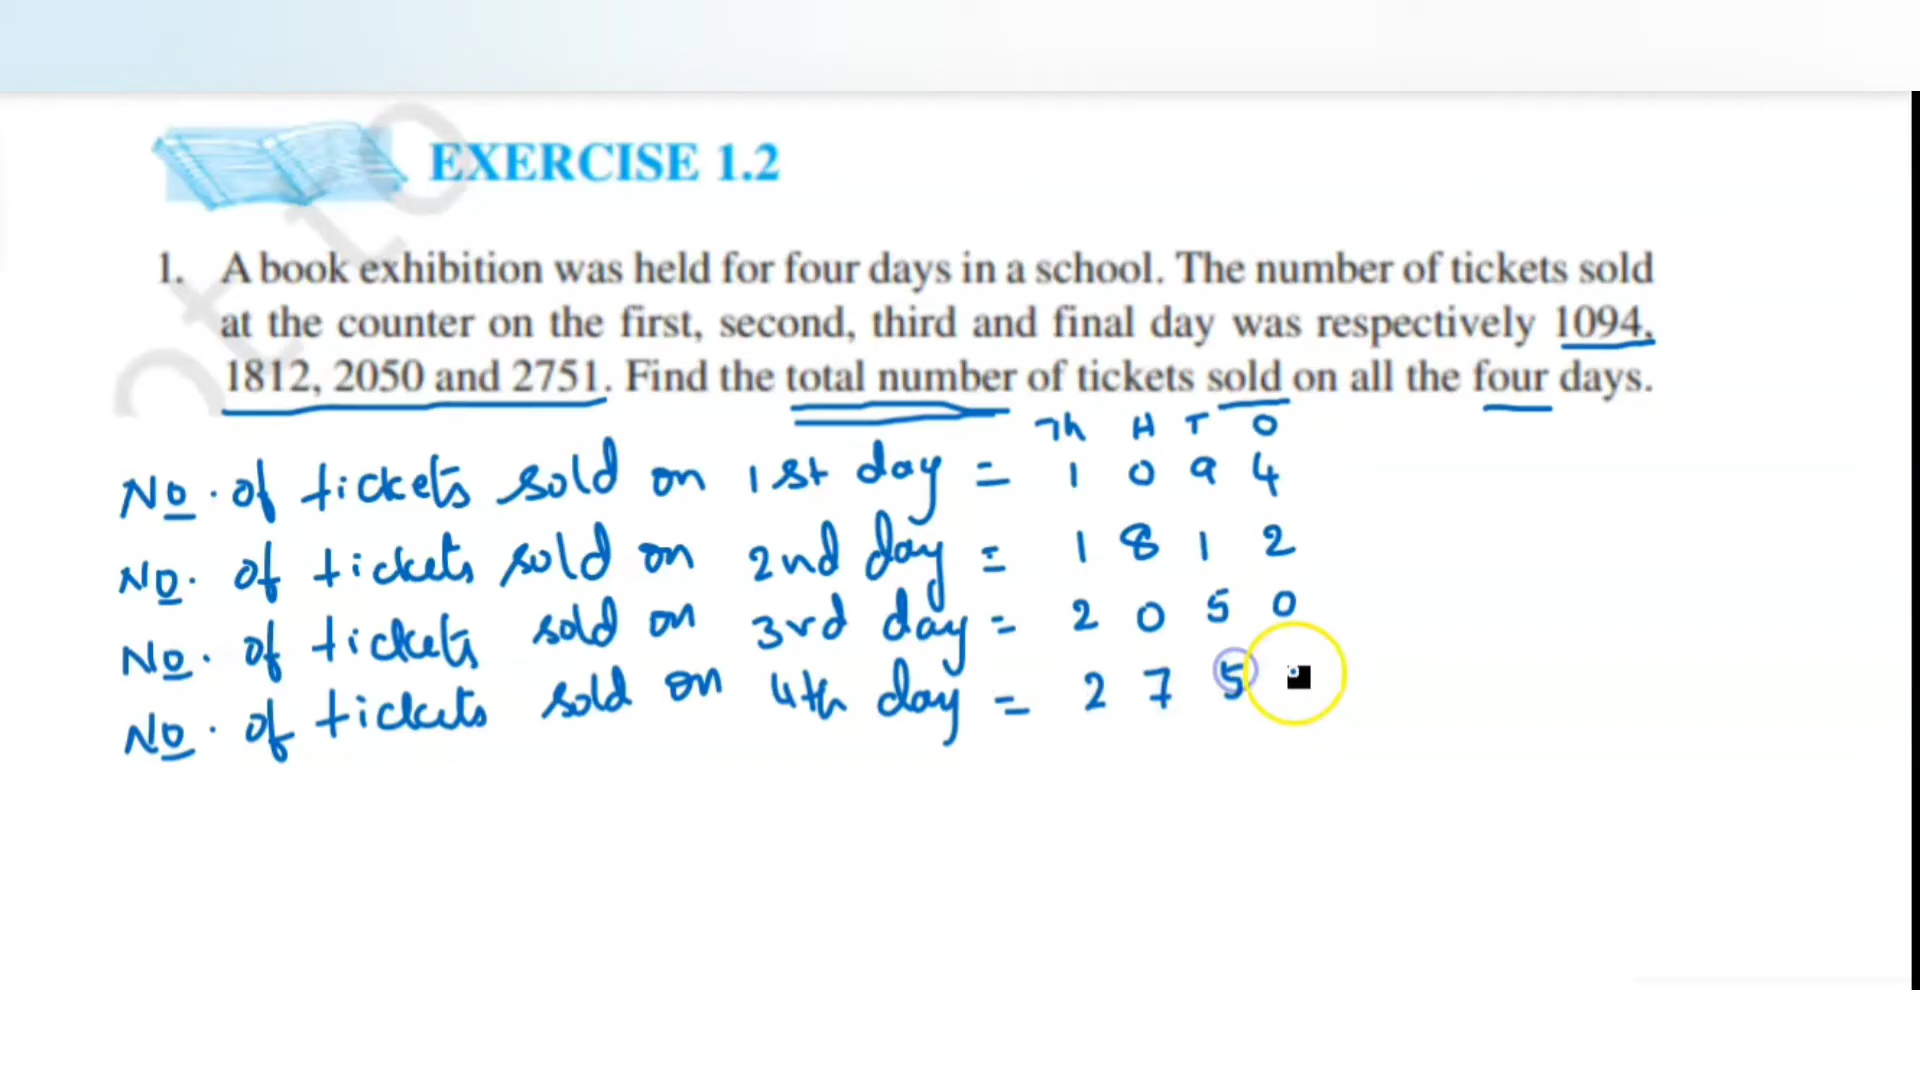 EXERCISE 1.2
1. A book exhibition was held for four days in a school. The number of tickets sold
at the counter on the first, second, third and final day was respectively 1094,
1812, 2050 and 2751. Find the total number of tickets sold on all the four days.
Th H T O
No. of tickets sold on 1st day = 1 0 9 4
No. of tickets sold on 2nd day = 1 8 1 2
No. of tickets sold on 3rd day = 2 0 5 0
No. of tickets sold on 4th day = 2 7 5